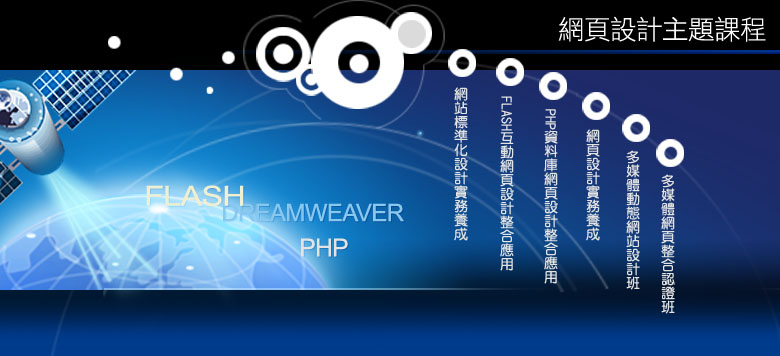 網頁設計主題課程
網站標準化設計實務養成
FLASH互動網頁設計整合應用
PHP資料庫網頁設計整合應用
網頁設計實務養成
多媒體動態網站設計班
多媒體網頁整合認證班
FLASH
DREAMWEAVER
PHP